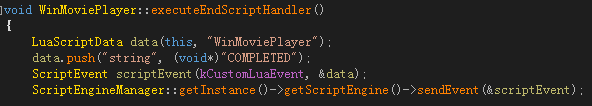 void WinMoviePlayer::executeEndScriptHandler()
{
LuaScriptData data(this, "WinMoviePlayer");
data.push("string", (void*)"COMPLETED");
ScriptEvent scriptEvent(kCustomLuaEvent, &data);
ScriptEngineManager::getInstance()->getScriptEngine()->sendEvent(&scriptEvent);